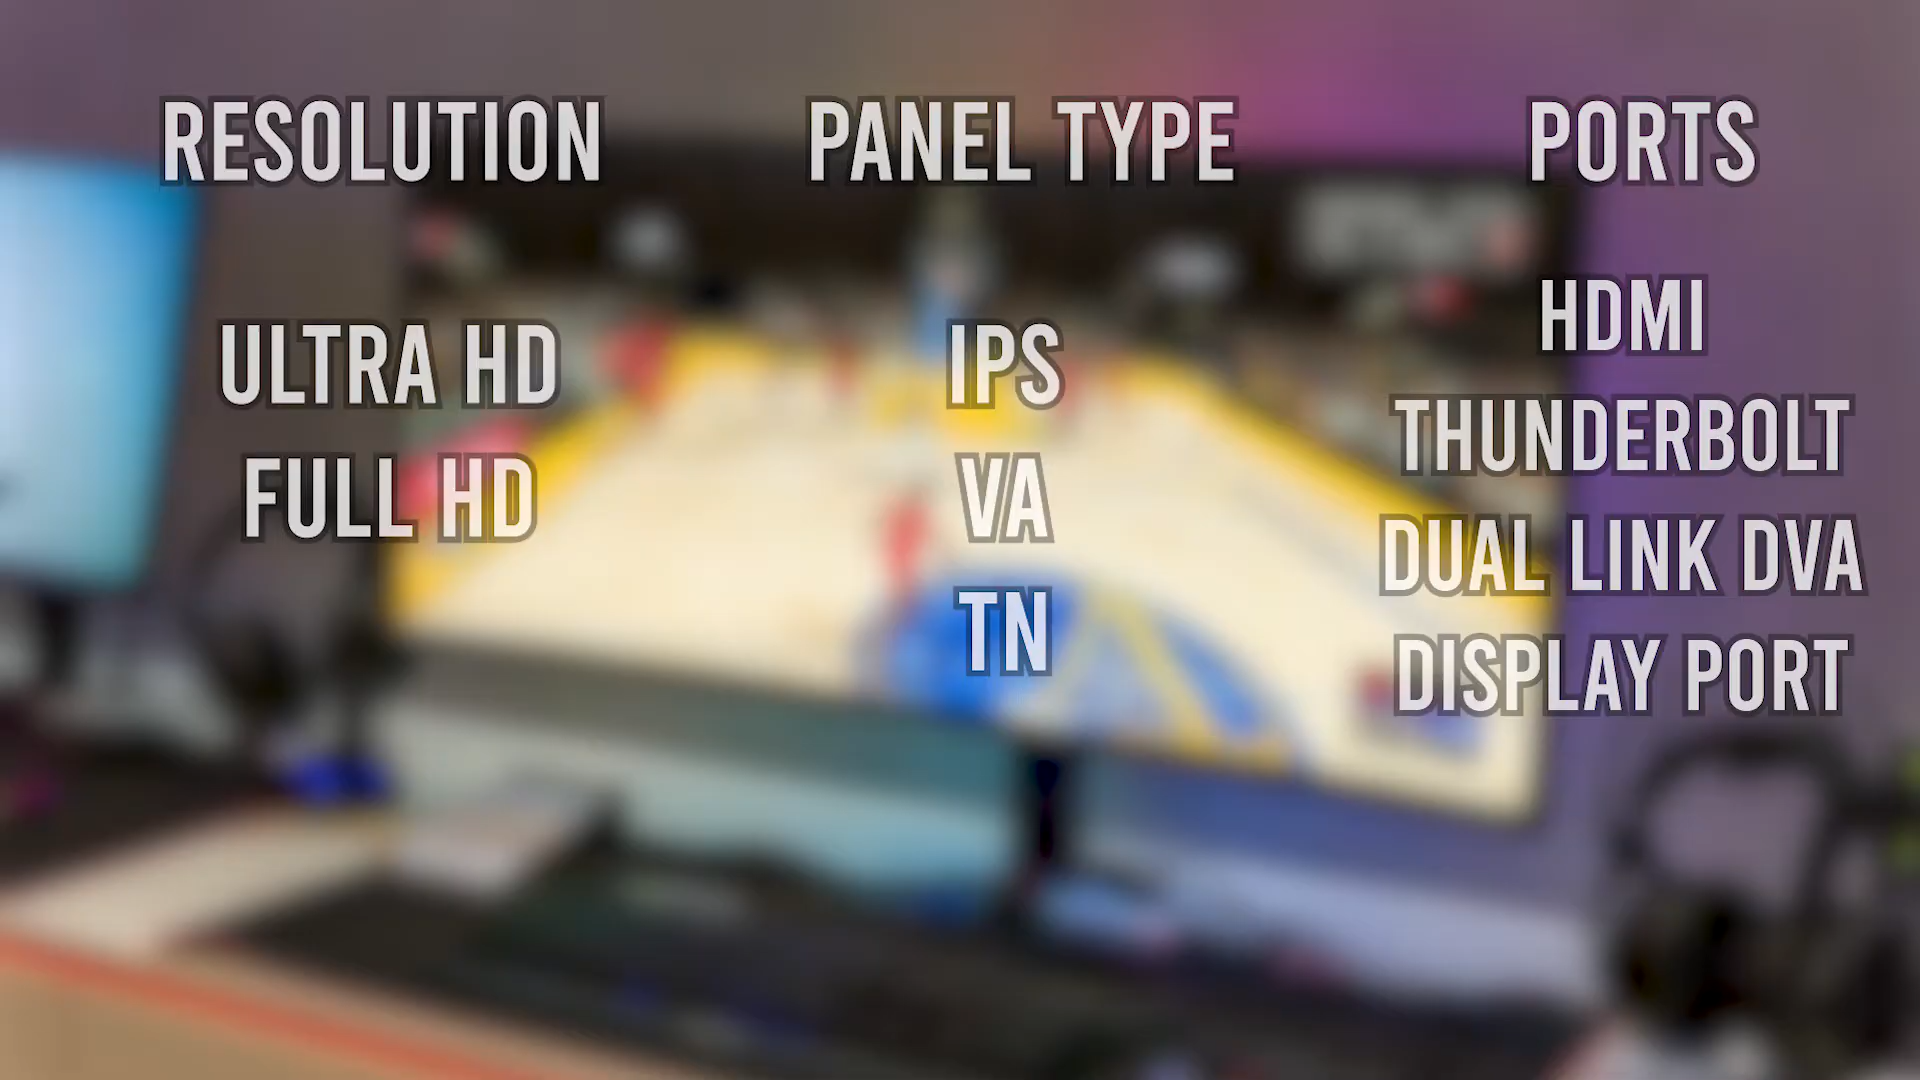 RESOLUTION
ULTRA HD
FULL HD
PANEL TYPE
IPS
VA
TN
PORTS
HDMI
THUNDERBOLT
DUAL LINK DVA
DISPLAY PORT